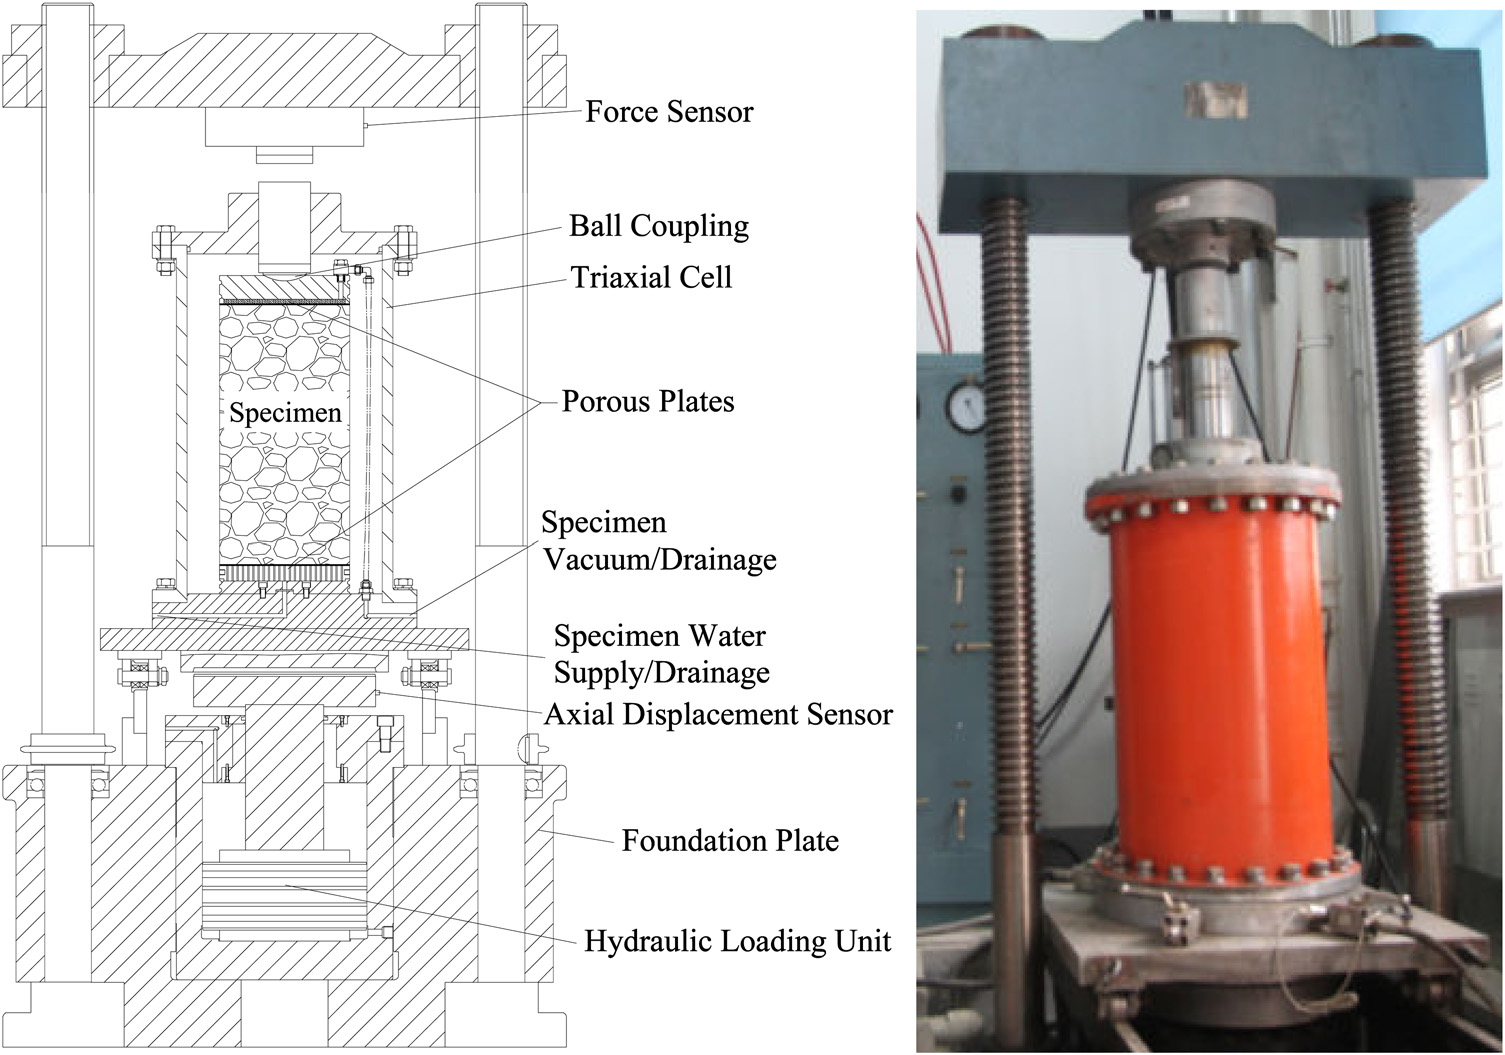 Force Sensor
Ball Coupling
Triaxial Cell
Porous Plates
Specimen
Specimen
Vacuum/Drainage
Specimen Water
Supply/Drainage
Axial Displacement Sensor
Foundation Plate
Hydraulic Loading Unit